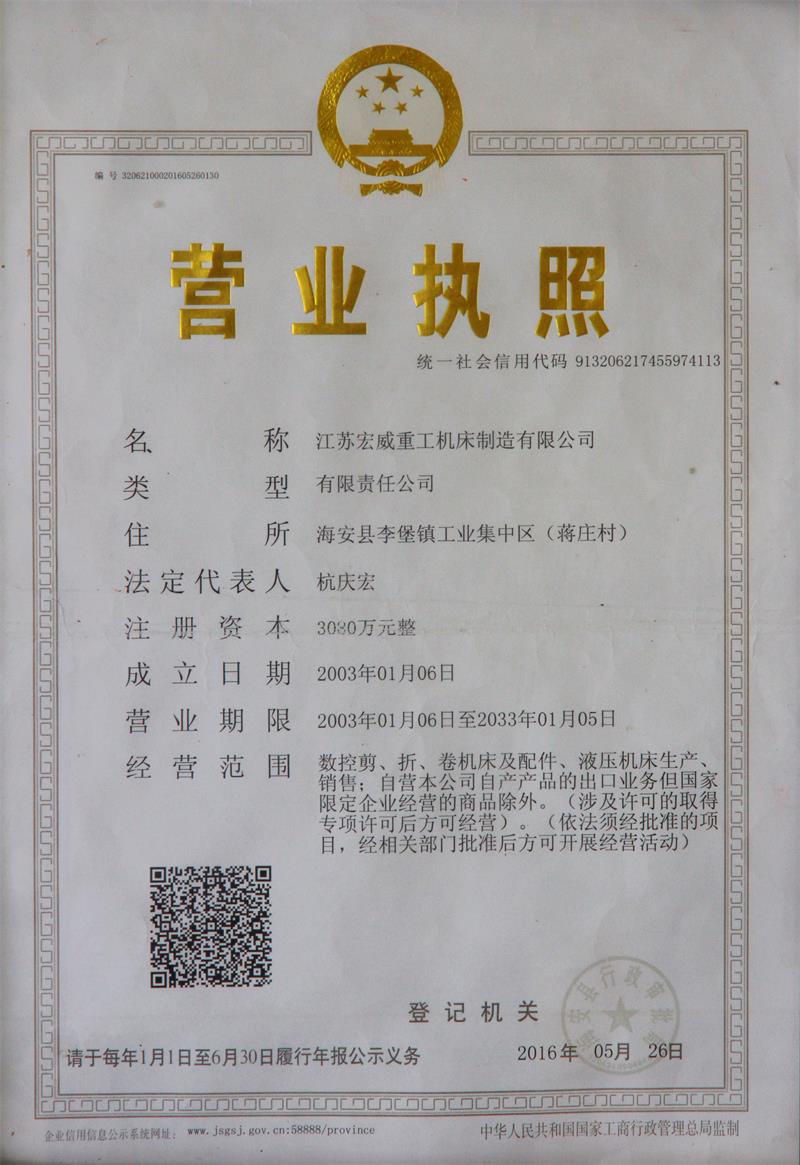 编号 320621000201605260130
营业执照
统一社会信用代码 913206217455974113
名称 江苏宏威重工机床制造有限公司
类型 有限责任公司
住所 海安县李堡镇工业集中区（蒋庄村）
法定代表人 杭庆宏
注册资本 3080万元整
成立日期 2003年01月06日
营业期限 2003年01月06日至2033年01月05日
经营范围 数控剪、折、卷机床及配件、液压机床生产、
销售；自营本公司自产产品的出口业务但国家
限定企业经营的商品除外。（涉及许可的取得
专项许可后方可经营）。（依法须经批准的项
目，经相关部门批准后方可开展经营活动）
登记机关
海安县行政审批局
请于每年1月1日至6月30日履行年报公示义务
2016年 05月 26日
企业信用信息公示系统网址： www.jsgsj.gov.cn:58888/province
中华人民共和国国家工商行政管理总局监制